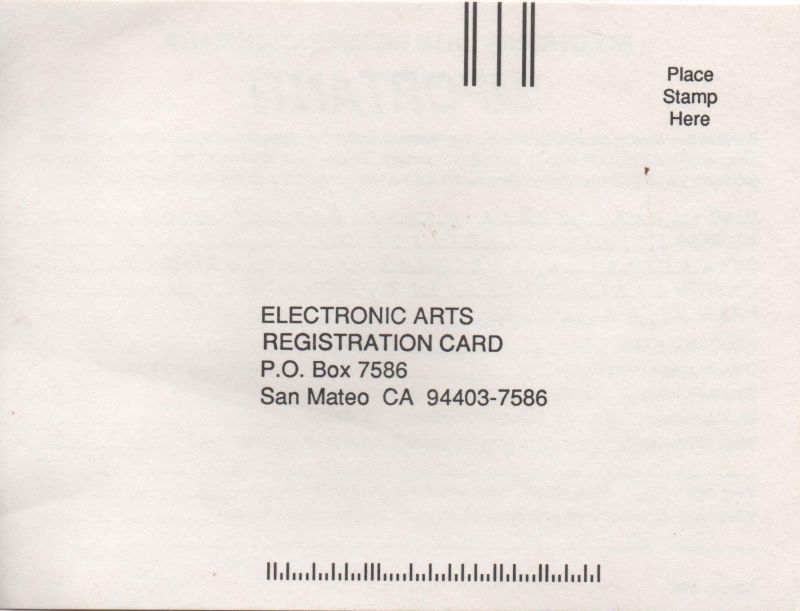 Place
Stamp
Here
ELECTRONIC ARTS
REGISTRATION CARD
P.O. Box 7586
San Mateo CA 94403-7586